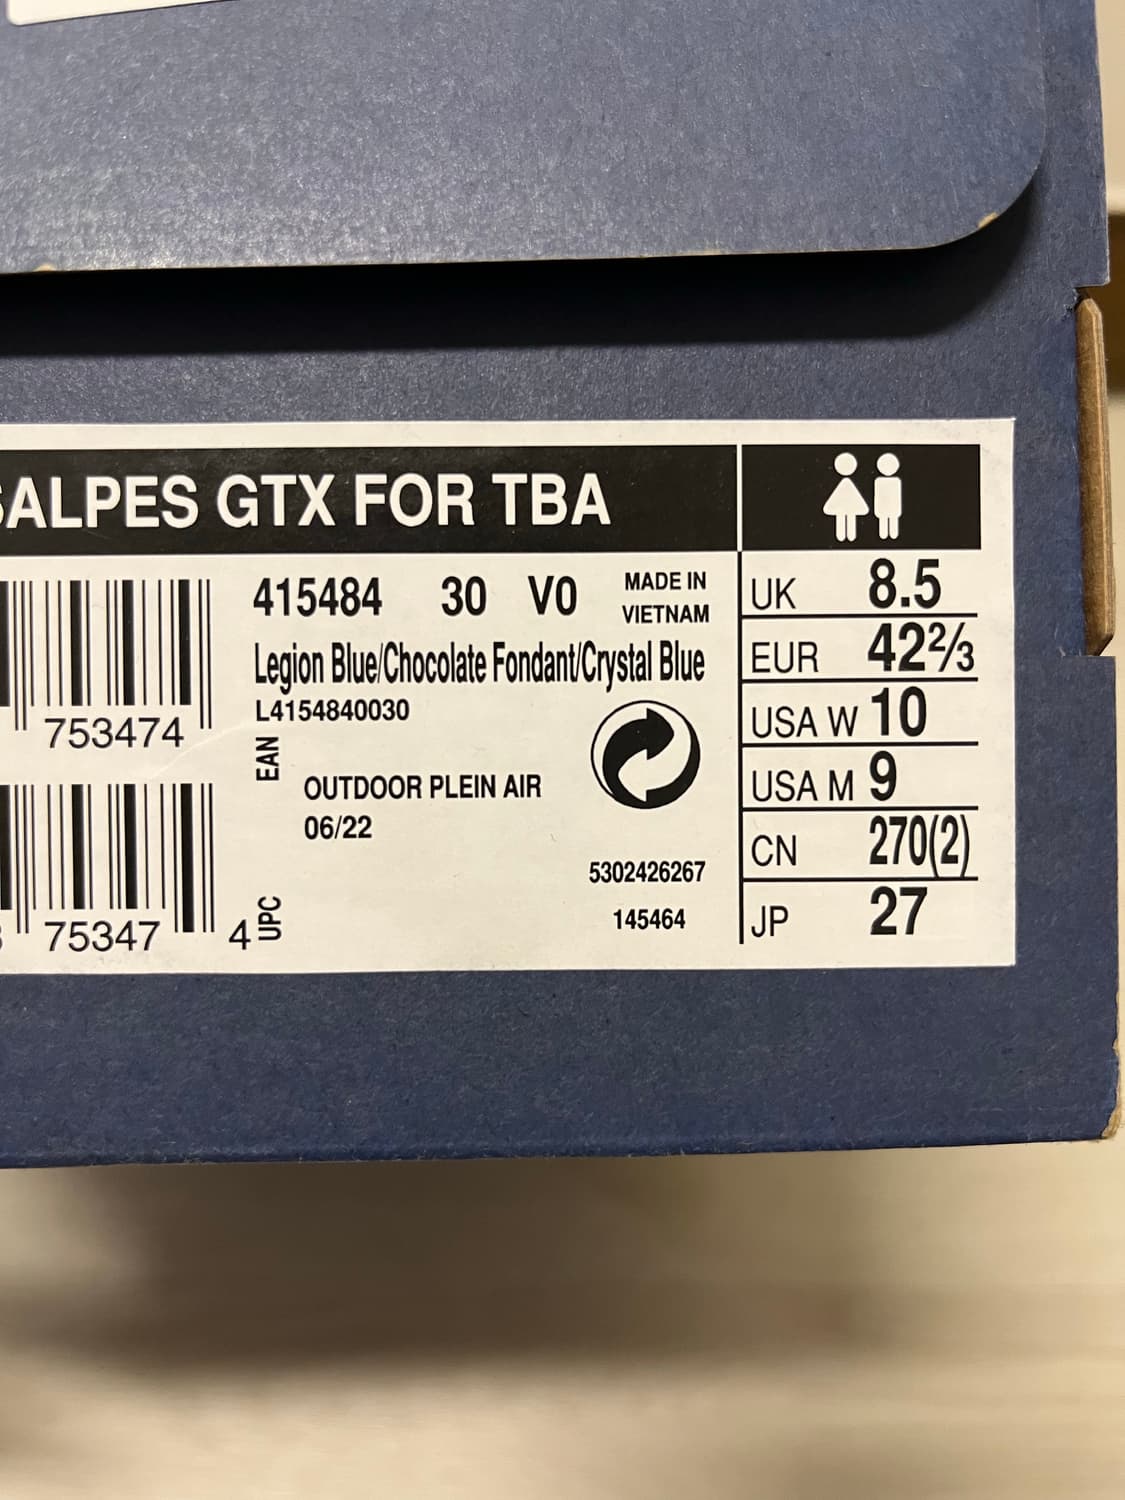 SALPES GTX FOR TBA
415484 30 V0 MADE IN
VIETNAM
Legion Blue/Chocolate Fondant/Crystal Blue
L4154840030
753474
EAN
OUTDOOR PLEIN AIR
06/22
5302426267
145464
75347 4
UPC
UK 8.5
EUR 42⅔
USA W 10
USA M 9
CN 270(2)
JP 27